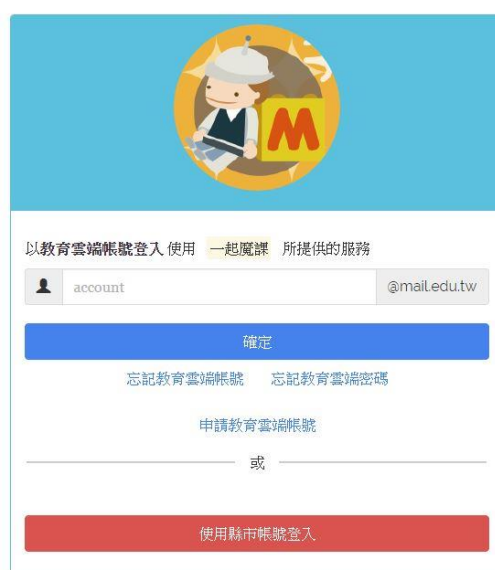 M
以教育雲端帳號登入 使用 一起魔課 所提供的服務
account @mail.edu.tw
確定
忘記教育雲端帳號 忘記教育雲端密碼
申請教育雲端帳號
或
使用縣市帳號登入